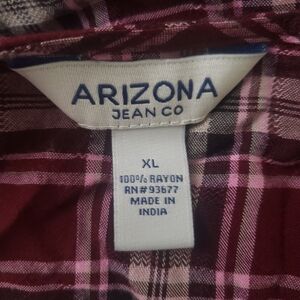 ARIZONA
JEAN CO
XL
100% RAYON
RN#93677
MADE IN
INDIA